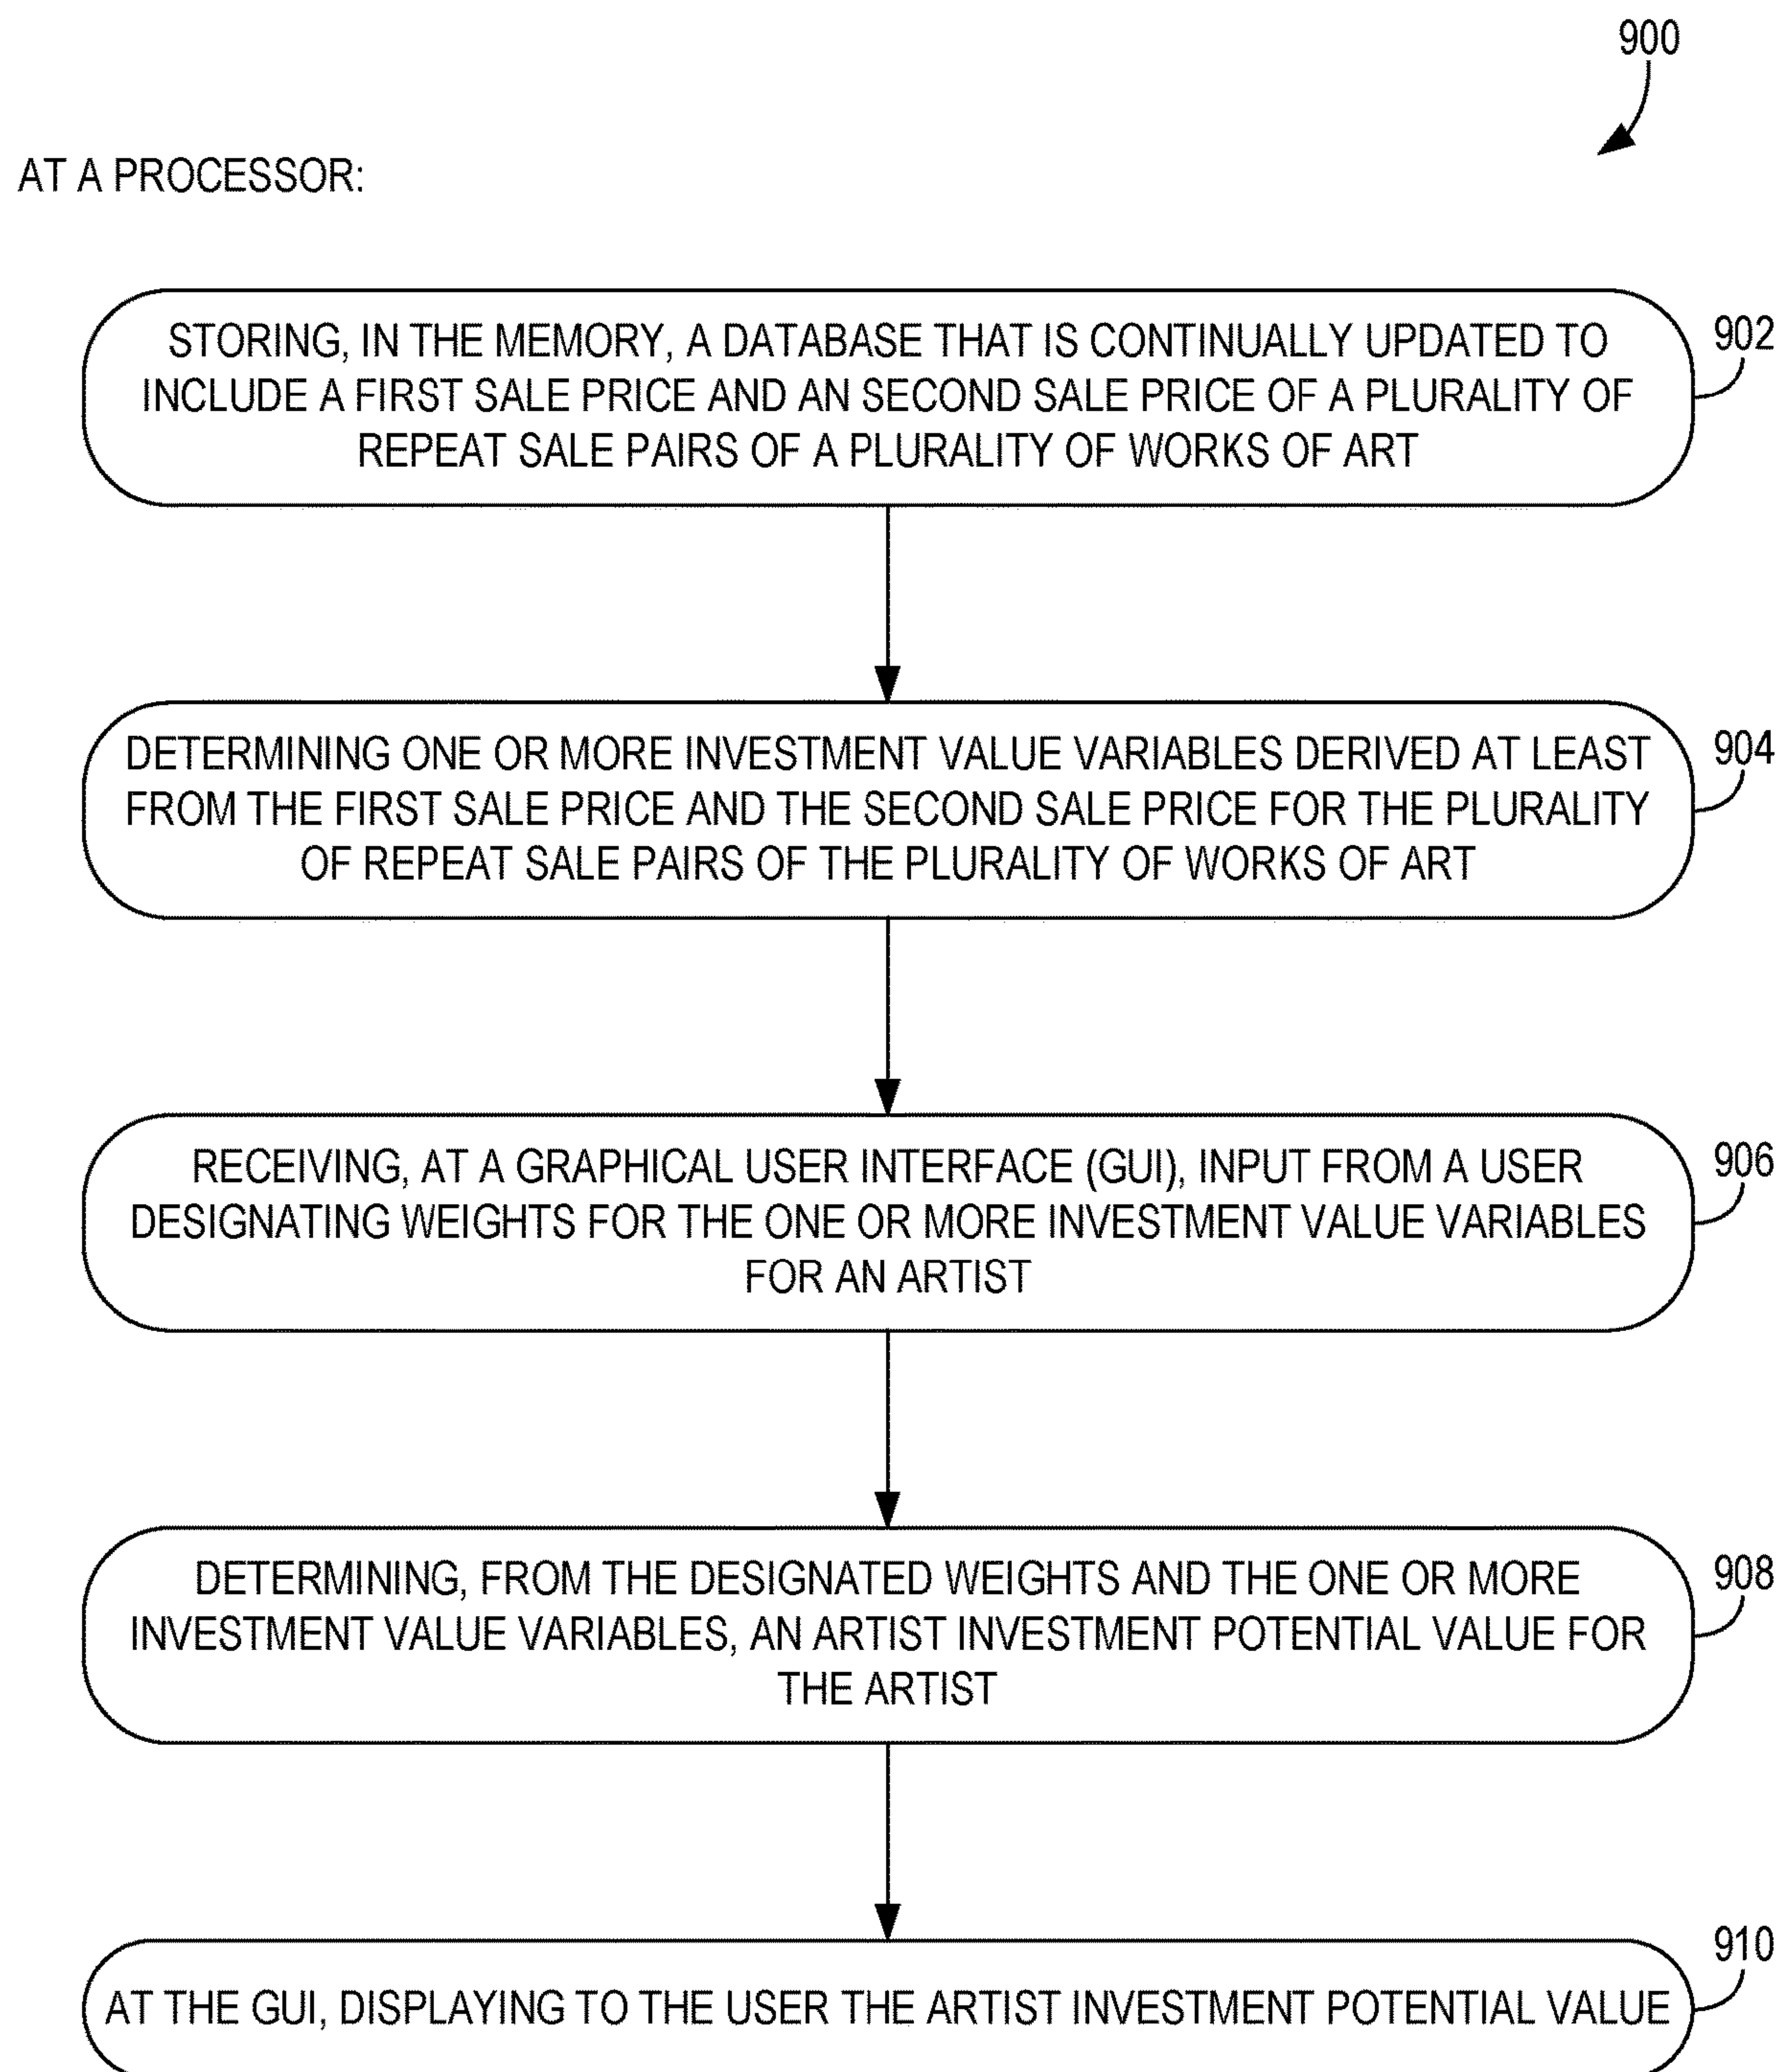 900
AT A PROCESSOR:
STORING, IN THE MEMORY, A DATABASE THAT IS CONTINUALLY UPDATED TO
902
INCLUDE A FIRST SALE PRICE AND AN SECOND SALE PRICE OF A PLURALITY OF
REPEAT SALE PAIRS OF A PLURALITY OF WORKS OF ART
DETERMINING ONE OR MORE INVESTMENT VALUE VARIABLES DERIVED AT LEAST
904
FROM THE FIRST SALE PRICE AND THE SECOND SALE PRICE FOR THE PLURALITY
OF REPEAT SALE PAIRS OF THE PLURALITY OF WORKS OF ART
RECEIVING, AT A GRAPHICAL USER INTERFACE (GUI), INPUT FROM A USER
906
DESIGNATING WEIGHTS FOR THE ONE OR MORE INVESTMENT VALUE VARIABLES
FOR AN ARTIST
DETERMINING, FROM THE DESIGNATED WEIGHTS AND THE ONE OR MORE
908
INVESTMENT VALUE VARIABLES, AN ARTIST INVESTMENT POTENTIAL VALUE FOR
THE ARTIST
910
AT THE GUI, DISPLAYING TO THE USER THE ARTIST INVESTMENT POTENTIAL VALUE